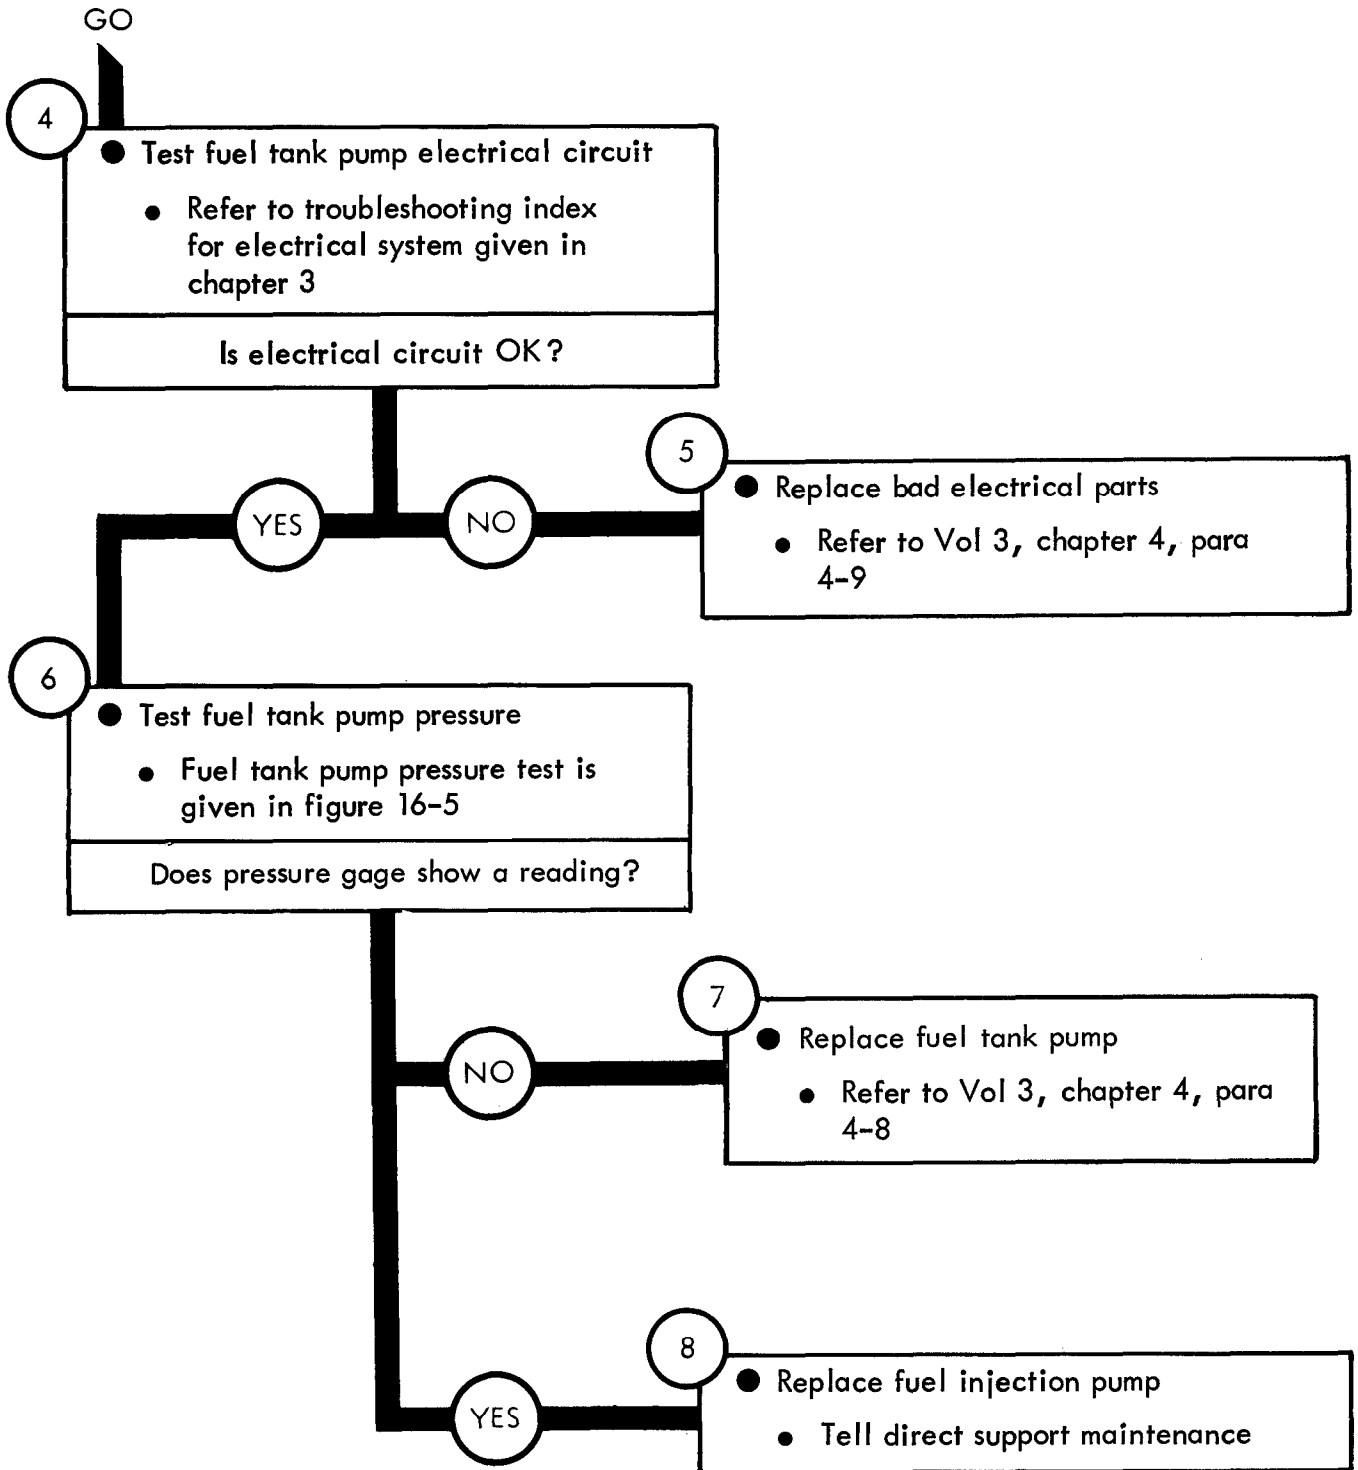 GO
4
● Test fuel tank pump electrical circuit
● Refer to troubleshooting index
for electrical system given in
chapter 3
Is electrical circuit OK?
YES
NO
5
● Replace bad electrical parts
● Refer to Vol 3, chapter 4, para
4-9
6
● Test fuel tank pump pressure
● Fuel tank pump pressure test is
given in figure 16-5
Does pressure gage show a reading?
NO
7
● Replace fuel tank pump
● Refer to Vol 3, chapter 4, para
4-8
YES
8
● Replace fuel injection pump
● Tell direct support maintenance